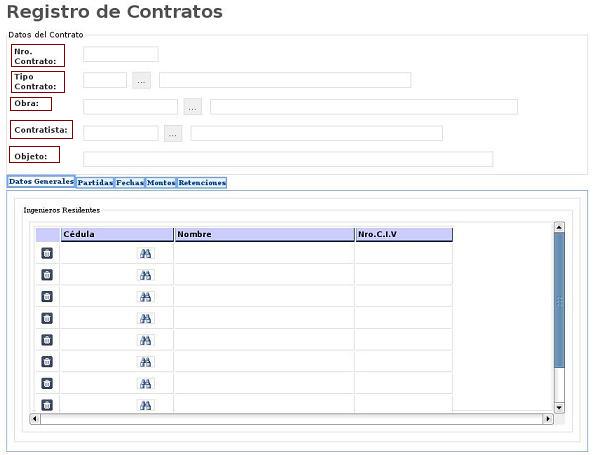 Registro de Contratos
Datos del Contrato
Nro.
Contrato:
Tipo
Contrato:
...
Obra:
...
Contratista:
...
Objeto:
Datos Generales Partidas Fechas Montos Retenciones
Ingenieros Residentes
Cédula Nombre Nro.C.I.V